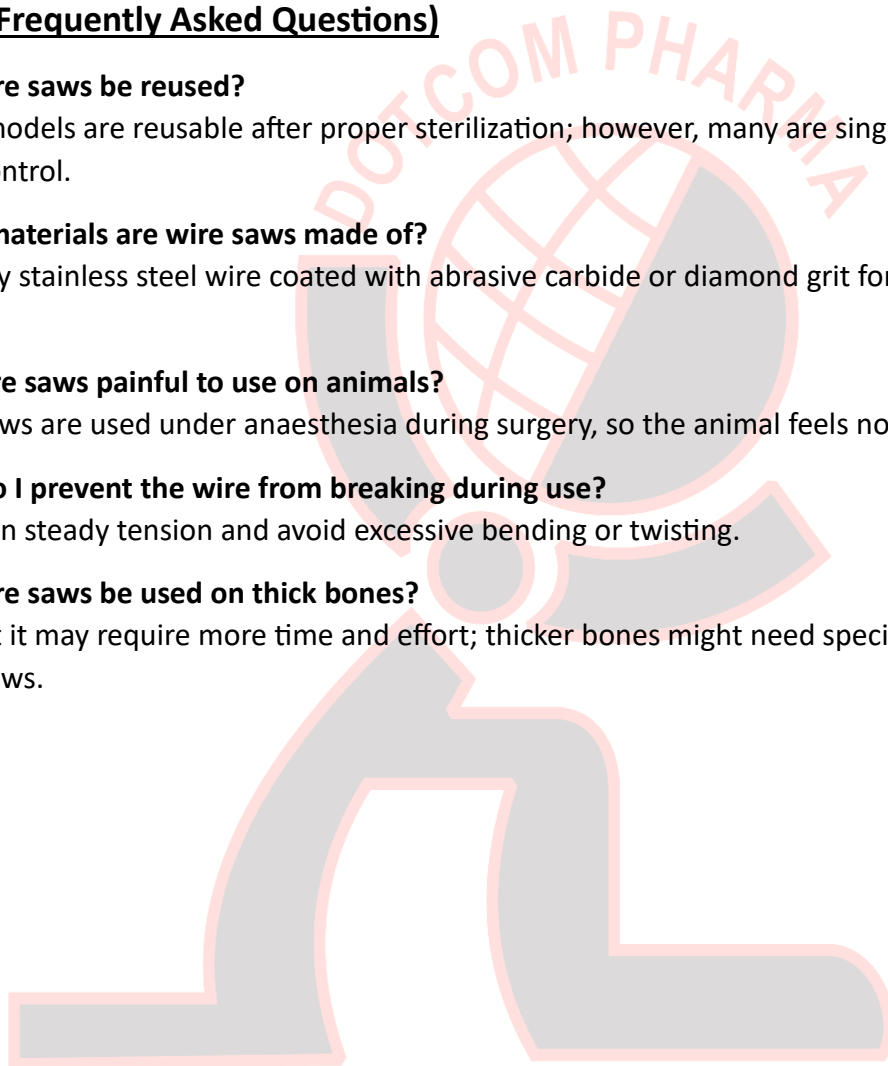 Frequently Asked Questions)
re saws be reused?
nodels are reusable after proper sterilization; however, many are sing
ontrol.
naterials are wire saws made of?
y stainless steel wire coated with abrasive carbide or diamond grit for
re saws painful to use on animals?
ws are used under anaesthesia during surgery, so the animal feels no
o I prevent the wire from breaking during use?
in steady tension and avoid excessive bending or twisting.
re saws be used on thick bones?
t it may require more time and effort; thicker bones might need speci
ws.
DOTCOM PHARMA